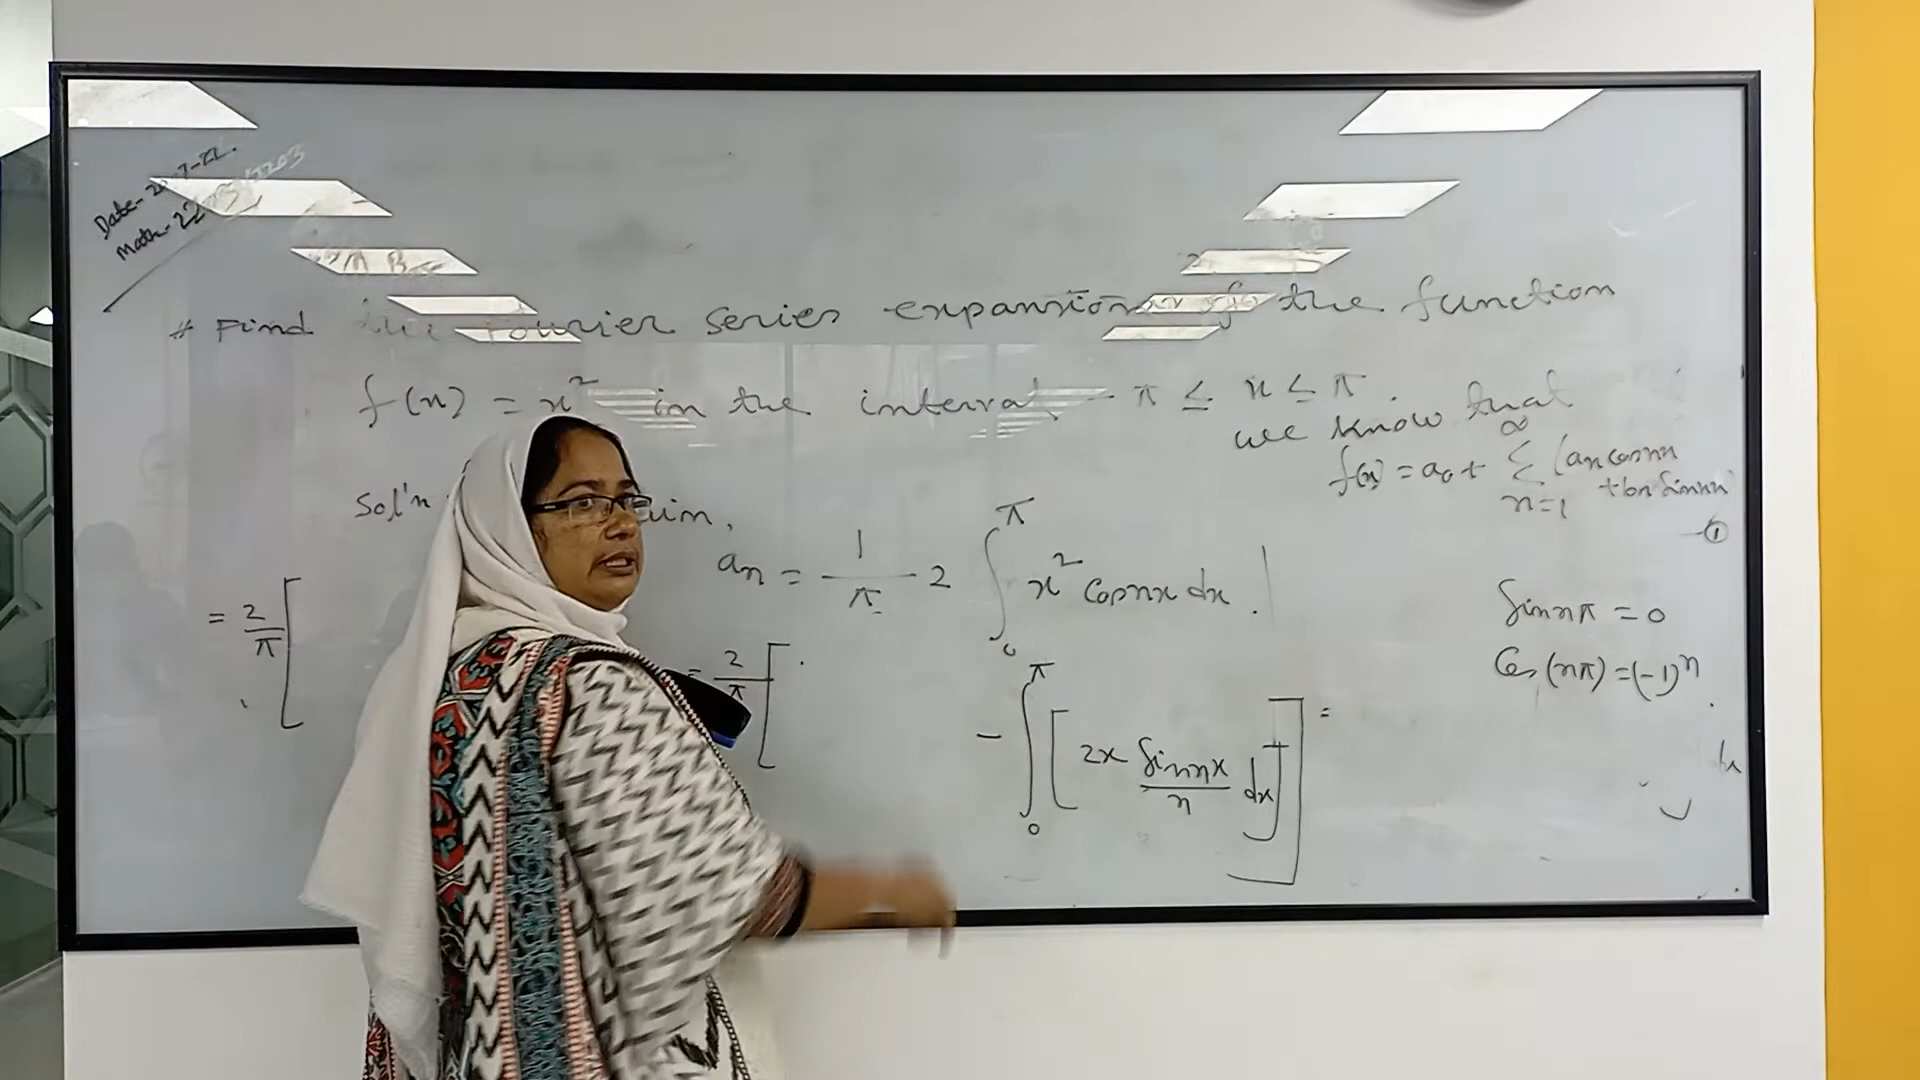 Date-
Math-
# Find the Fourier series expansion of the function
f(x) = x² in the interval - π ≤ x ≤ π.
we know that
f(x) = a₀ + ∞ Σ n=1 (an cosnx
+ bn sinnx)
①
Sol'n
an = 1/π 2 ∫₀^π x² cosnx dx.
Sinnπ = 0
Cos(nπ) = (-1)ⁿ
= 2/π [
= 2/π [
- ∫₀^π [2x Sinnx/n dx]] =